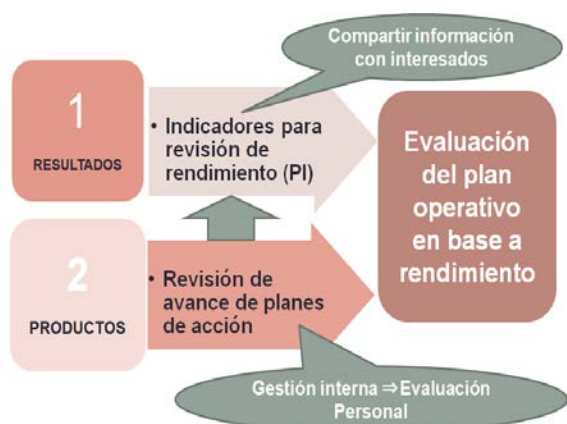 Compartir información
con interesados
1
RESULTADOS
• Indicadores para
revisión de
rendimiento (PI)
Evaluación
del plan
operativo
en base a
rendimiento
2
PRODUCTOS
• Revisión de
avance de planes
de acción
Gestión interna ⇒Evaluación
Personal